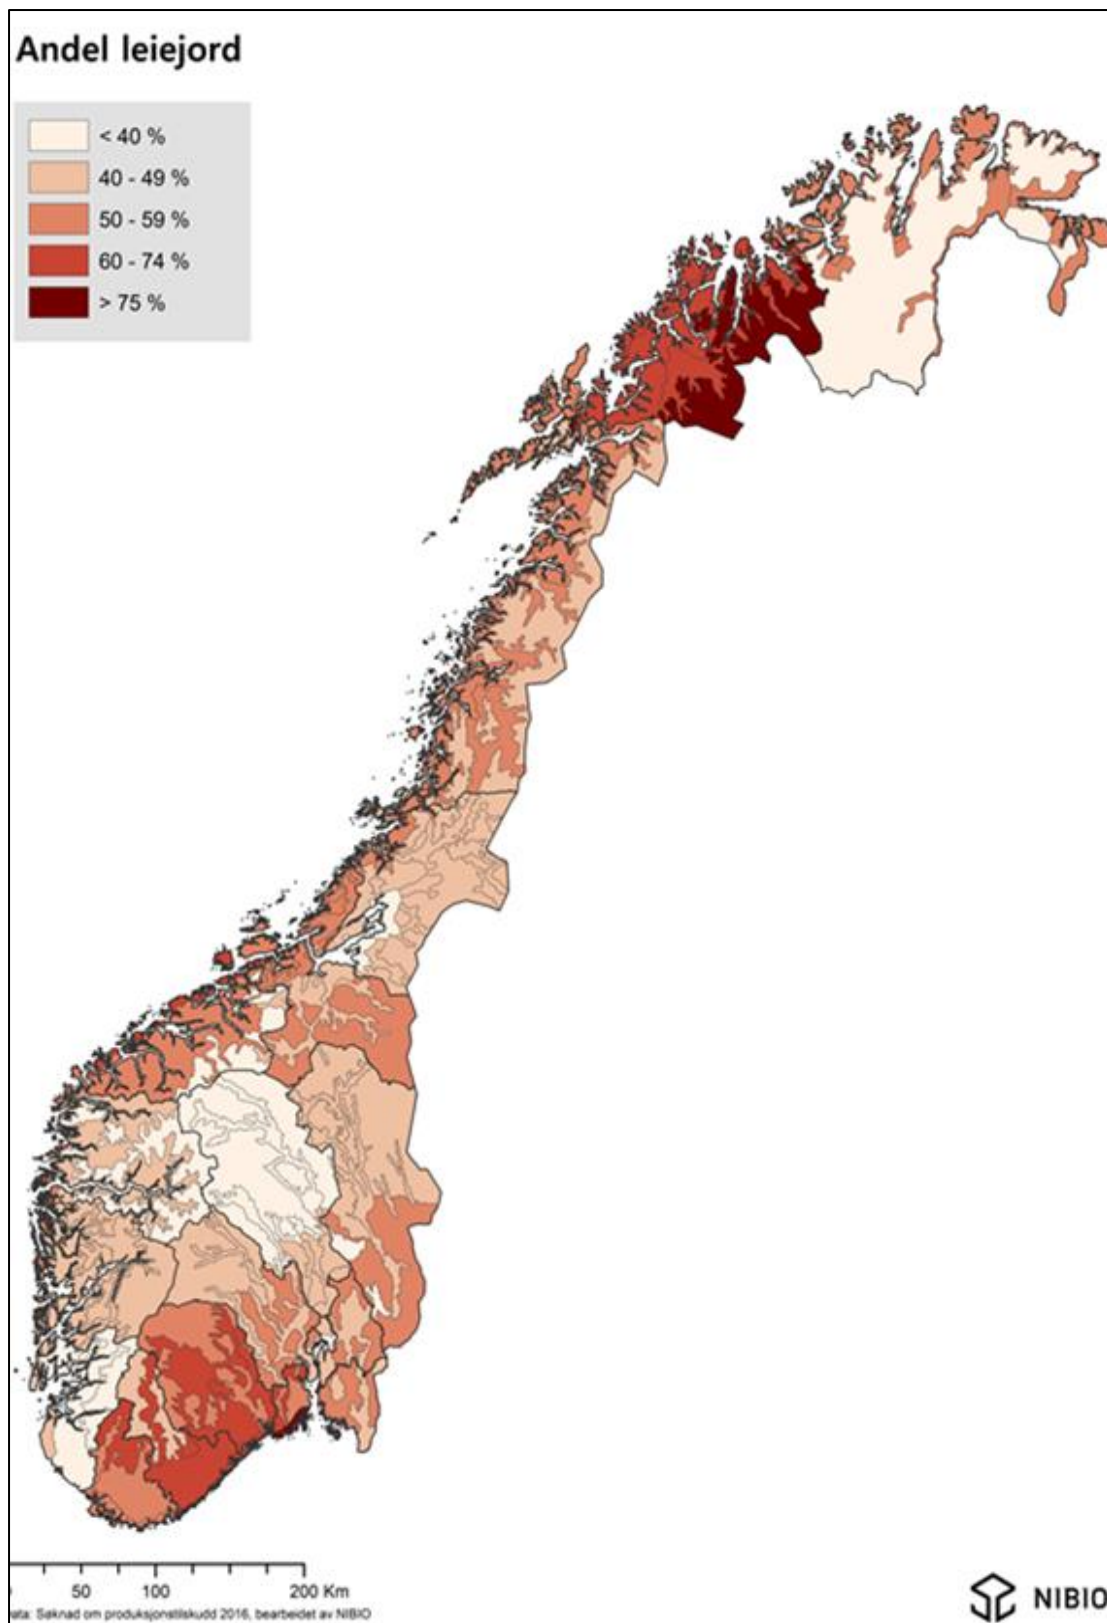 Andel leiejord
< 40 %
40 - 49 %
50 - 59 %
60 - 74 %
> 75 %
50 100 200 Km
ata: Søknad om produksjonstilskudd 2016, bearbeidet av NIBIO
NIBIO